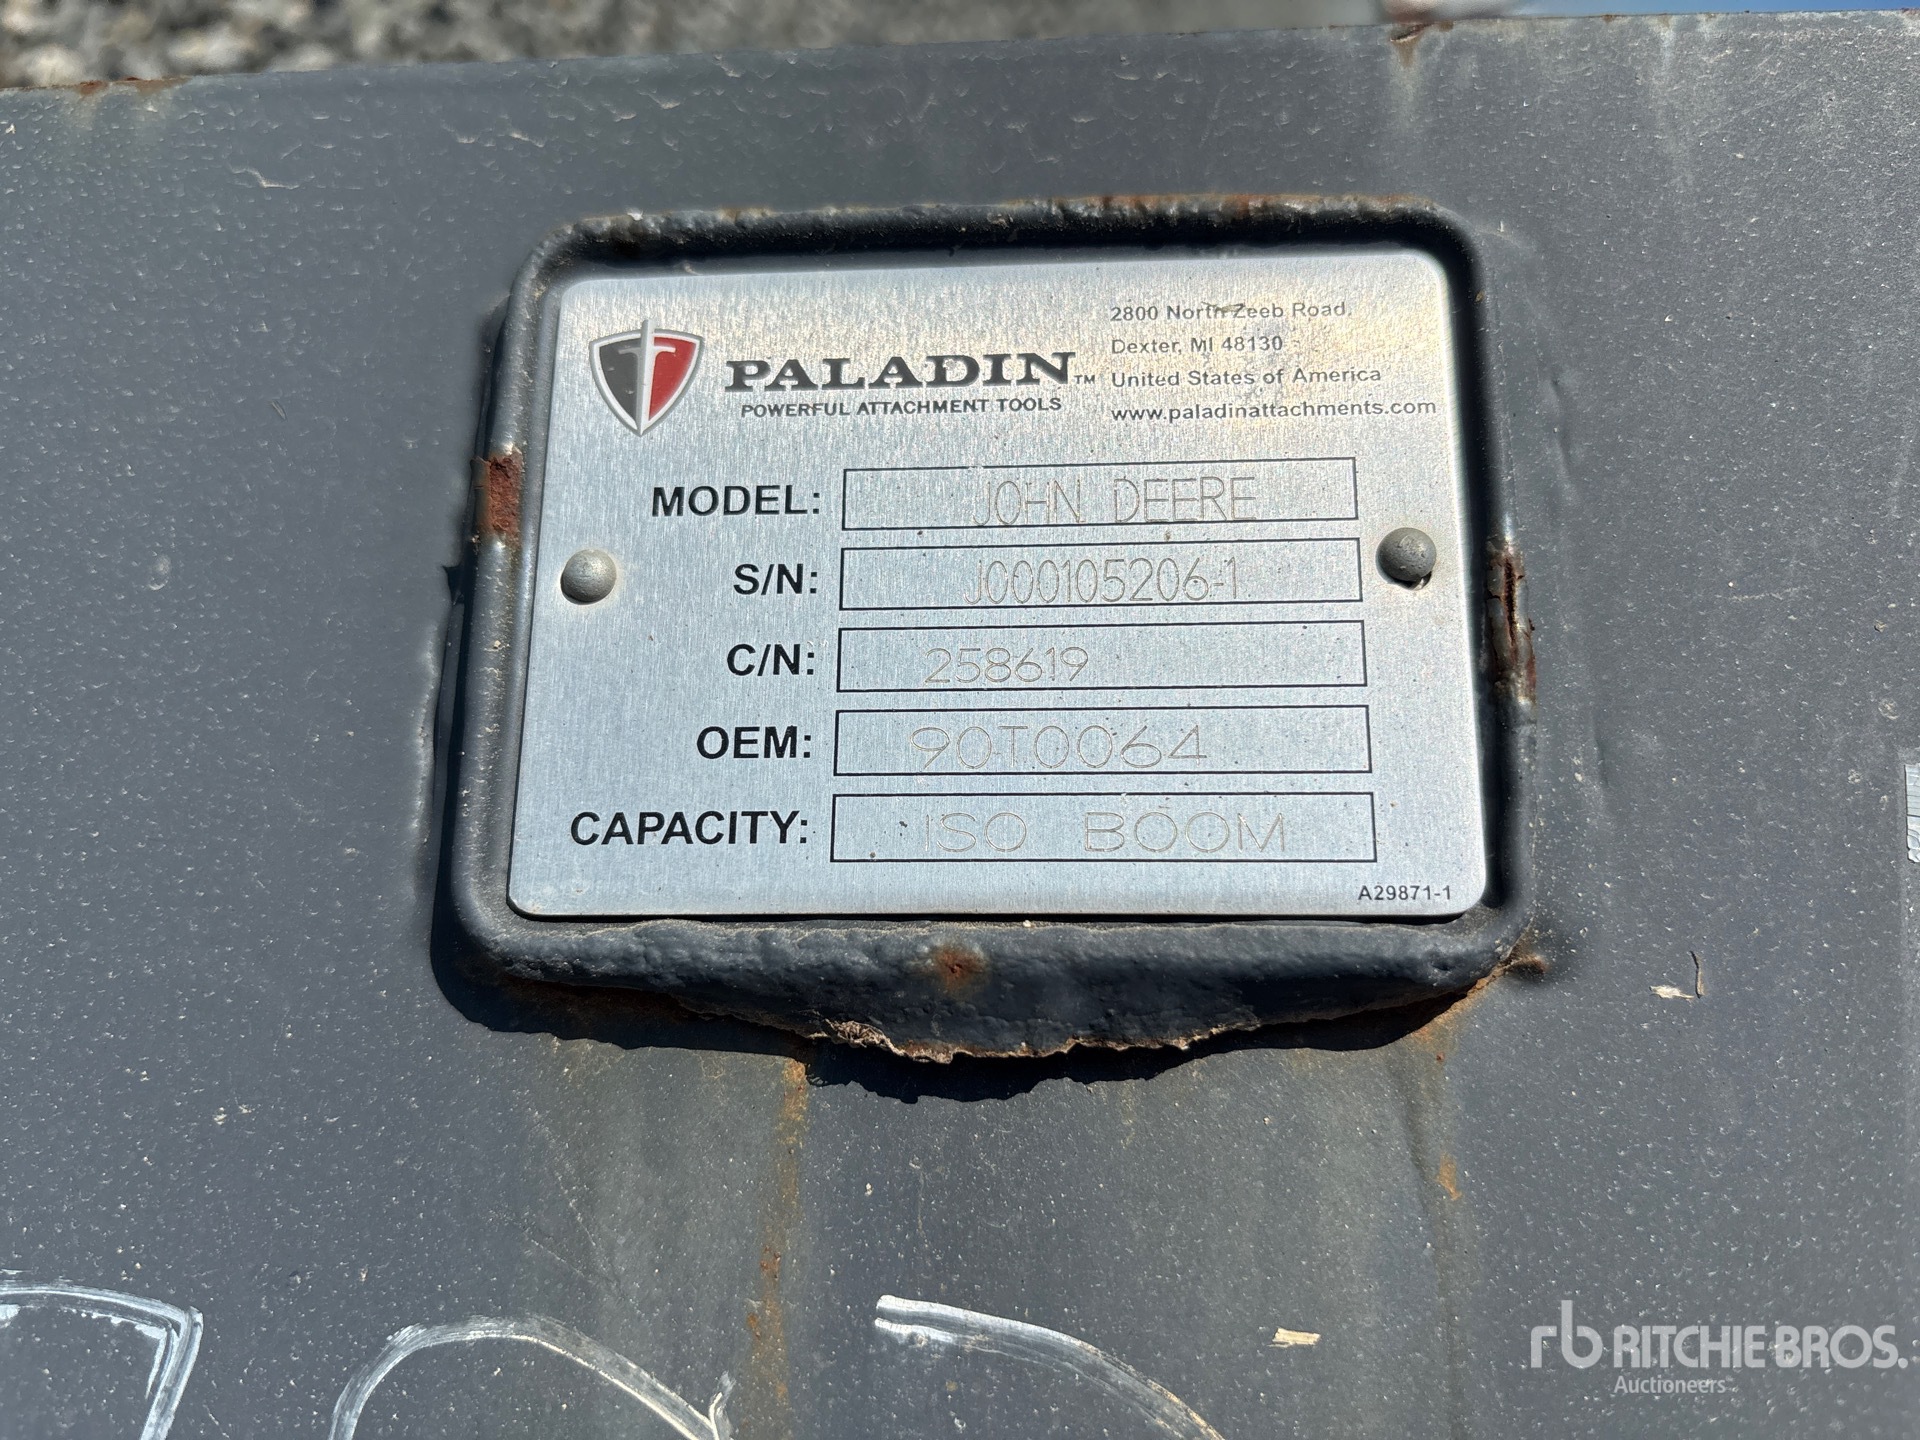 PALADIN™
POWERFUL ATTACHMENT TOOLS
2800 North Zeeb Road,
Dexter, MI 48130
United States of America
www.paladinattachments.com
MODEL: JOHN DEERE
S/N: J000105206-1
C/N: 258619
OEM: 90T0064
CAPACITY: ISO BOOM
A29871-1
rb RITCHIE BROS.
Auctioneers